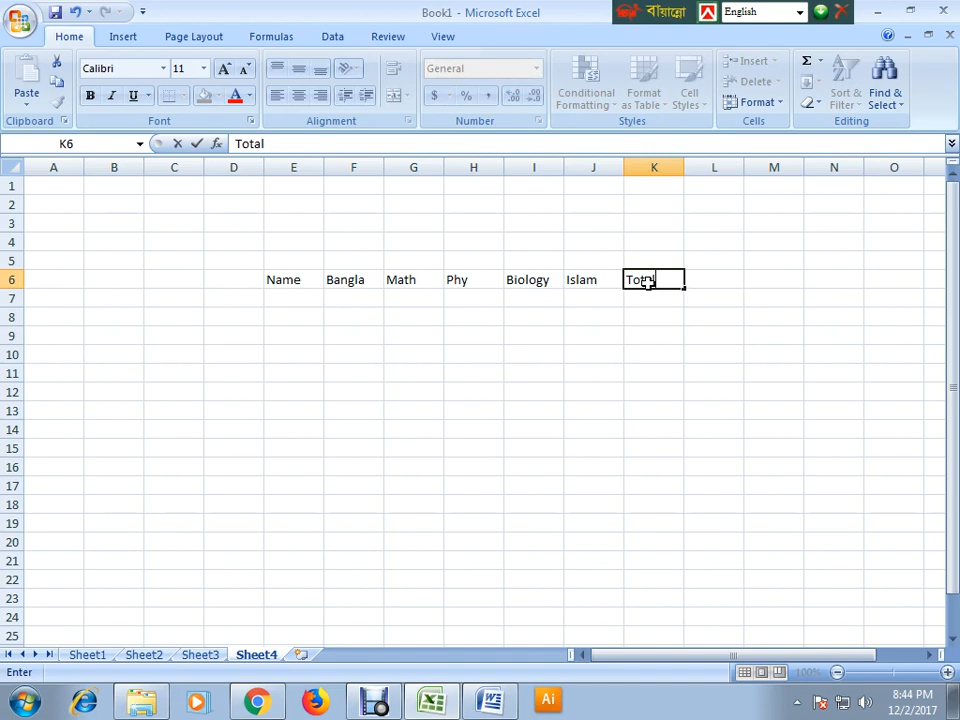 Book1 - Microsoft Excel
বায়ান্নো
English
Home Insert Page Layout Formulas Data Review View
Paste
Calibri 11
B I U
General
$ % ,
Conditional Formatting
Format as Table
Cell Styles
Insert
Delete
Format
Σ
Sort & Filter
Find & Select
Clipboard Font Alignment Number Styles Cells Editing
K6 fx Total
A B C D E F G H I J K L M N O
1
2
3
4
5
6 Name Bangla Math Phy Biology Islam Total
7
8
9
10
11
12
13
14
15
16
17
18
19
20
21
22
23
24
25
Sheet1 Sheet2 Sheet3 Sheet4
Enter 100%
Ai
8:44 PM
12/2/2017